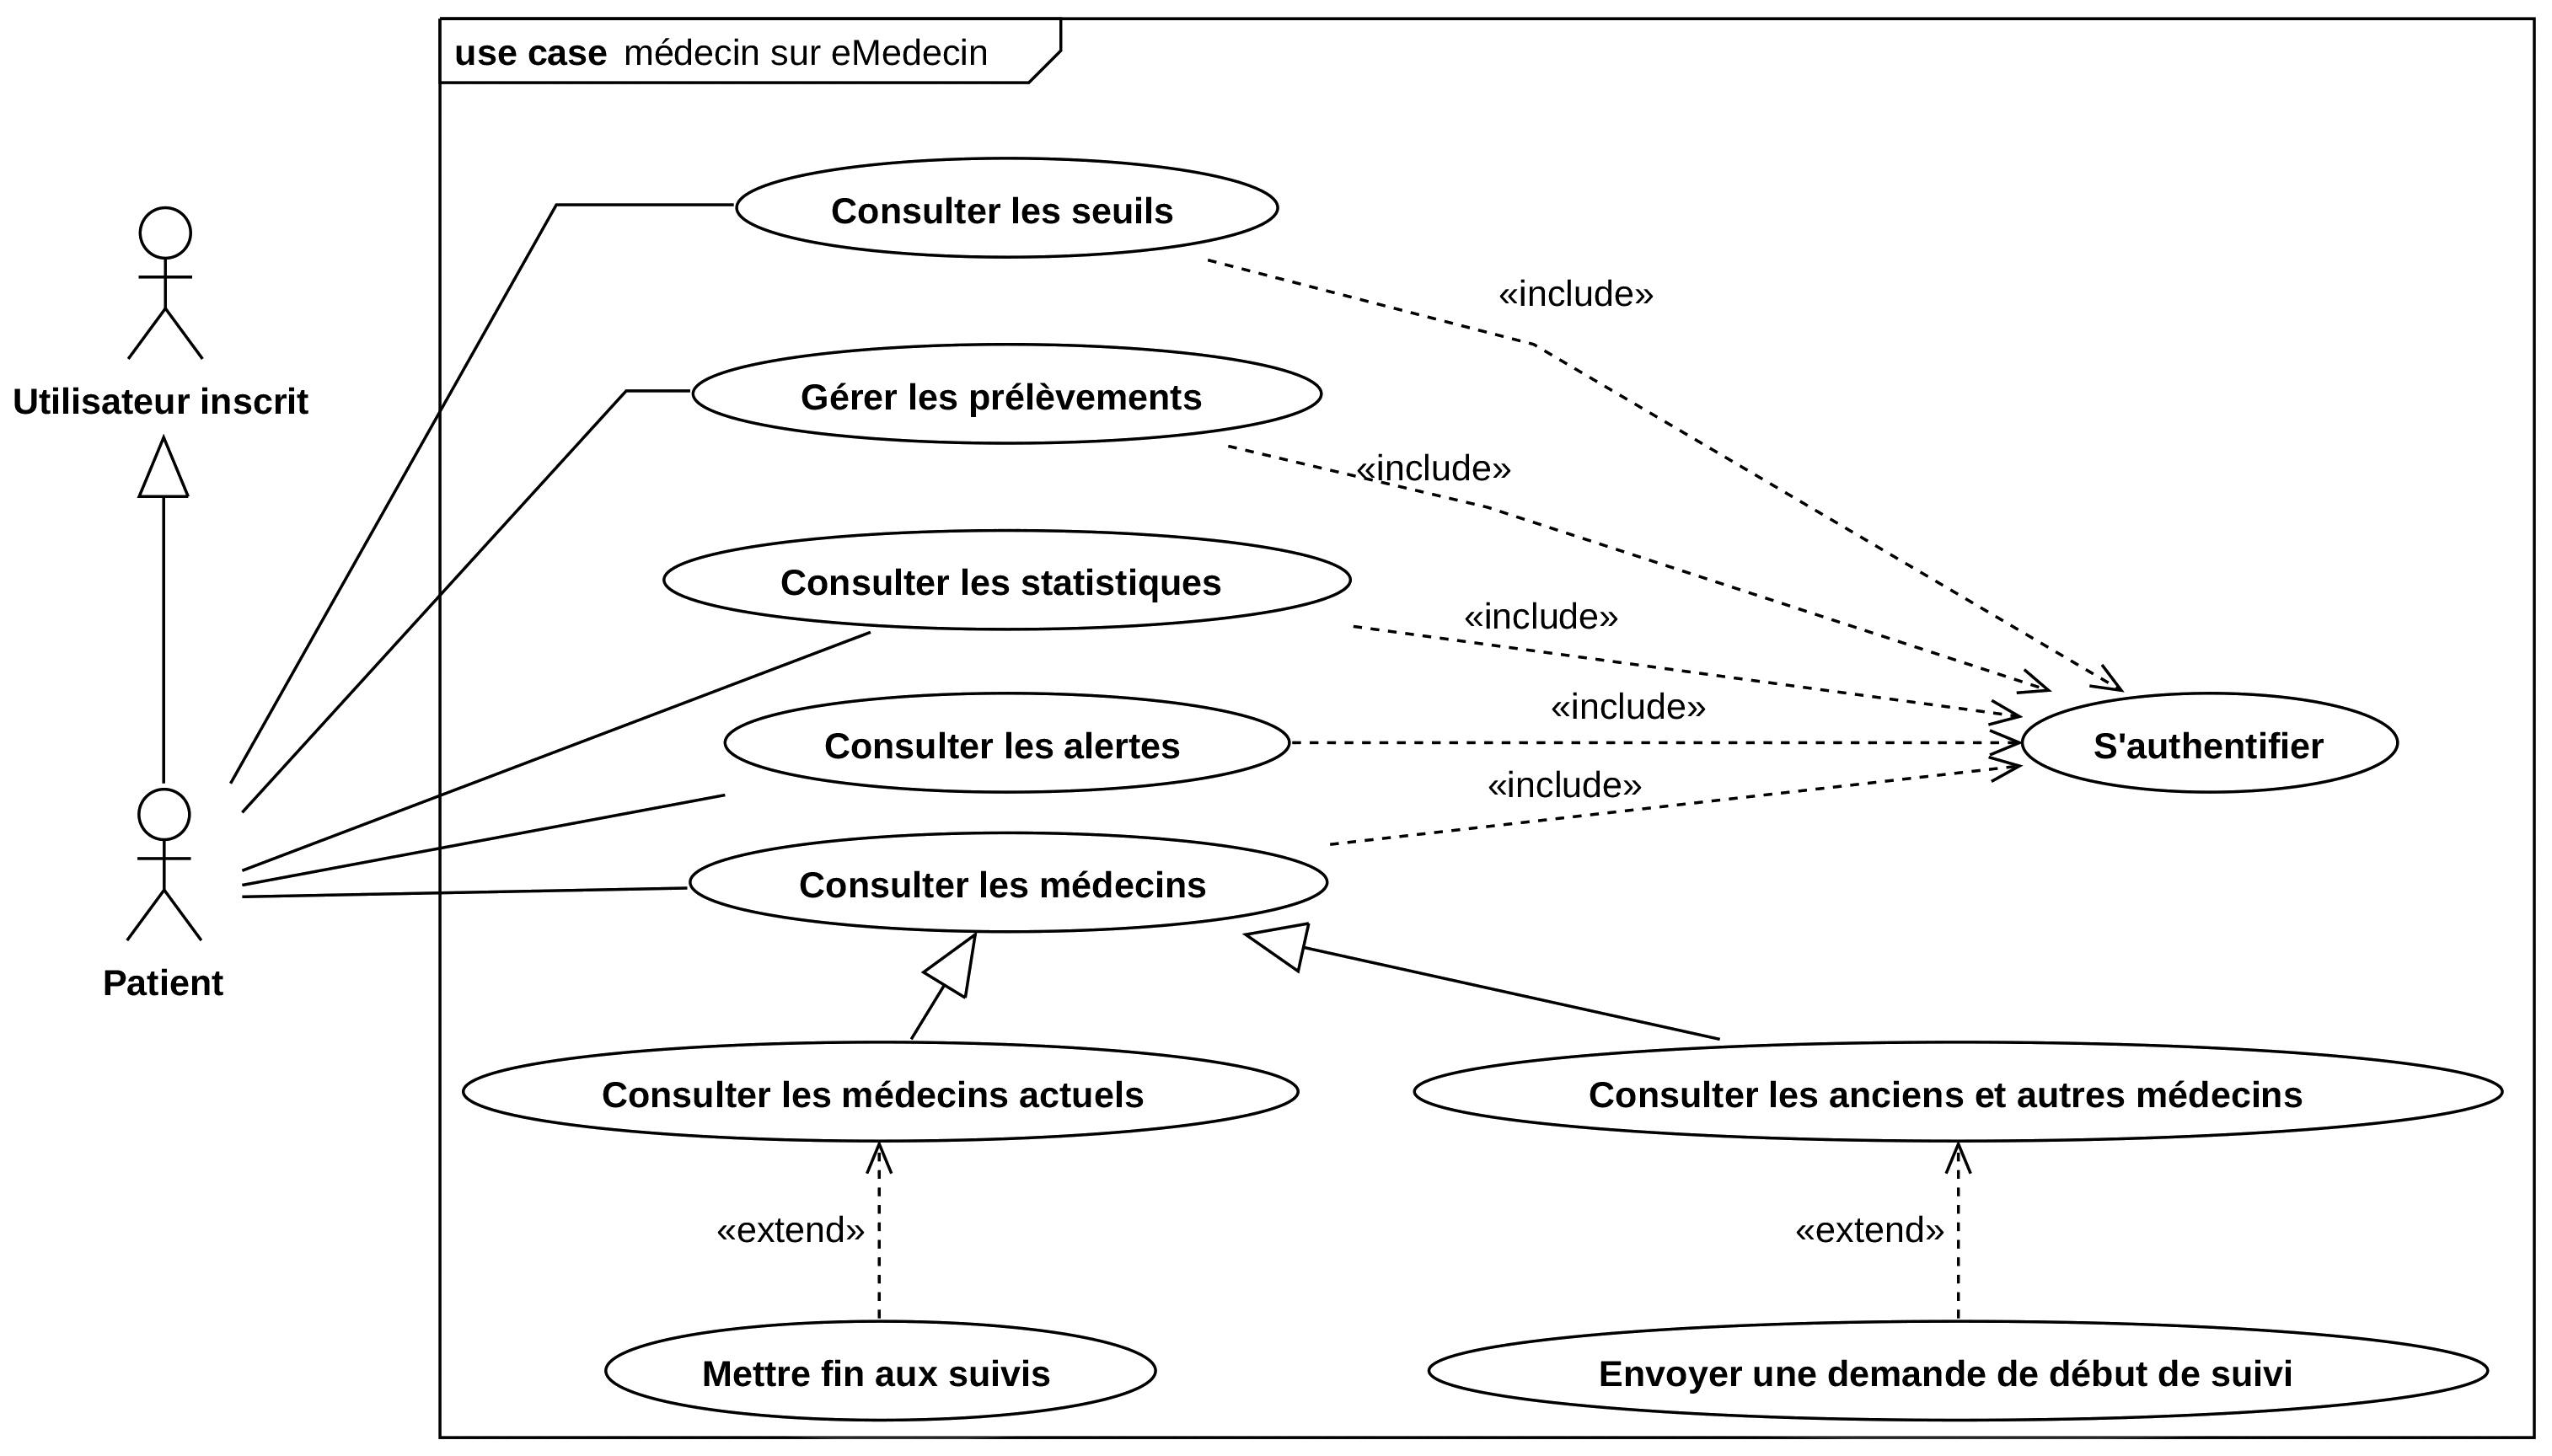 use case médecin sur eMedecin
Consulter les seuils
«include»
Utilisateur inscrit
Gérer les prélèvements
«include»
Consulter les statistiques
«include»
«include»
Consulter les alertes
S'authentifier
«include»
Consulter les médecins
Patient
Consulter les médecins actuels
Consulter les anciens et autres médecins
«extend»
«extend»
Mettre fin aux suivis
Envoyer une demande de début de suivi